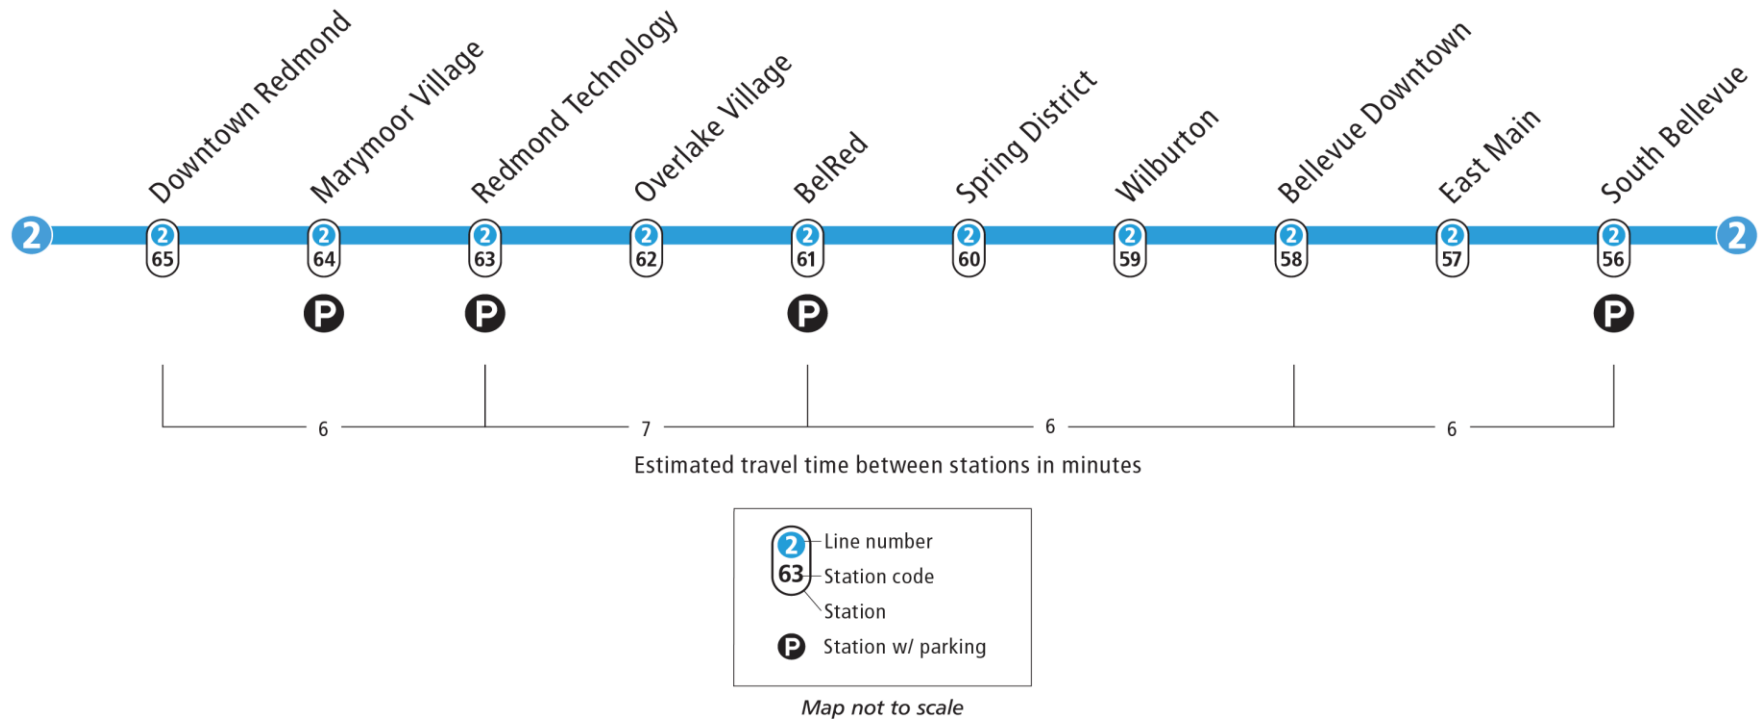 Downtown Redmond
Marymoor Village
Redmond Technology
Overlake Village
BelRed
Spring District
Wilburton
Bellevue Downtown
East Main
South Bellevue
2 2 2 2 2 2 2 2 2 2 2 2
65 64 63 62 61 60 59 58 57 56
P P P P
6 7 6 6
Estimated travel time between stations in minutes
2 Line number
63 Station code
Station
P Station w/ parking
Map not to scale